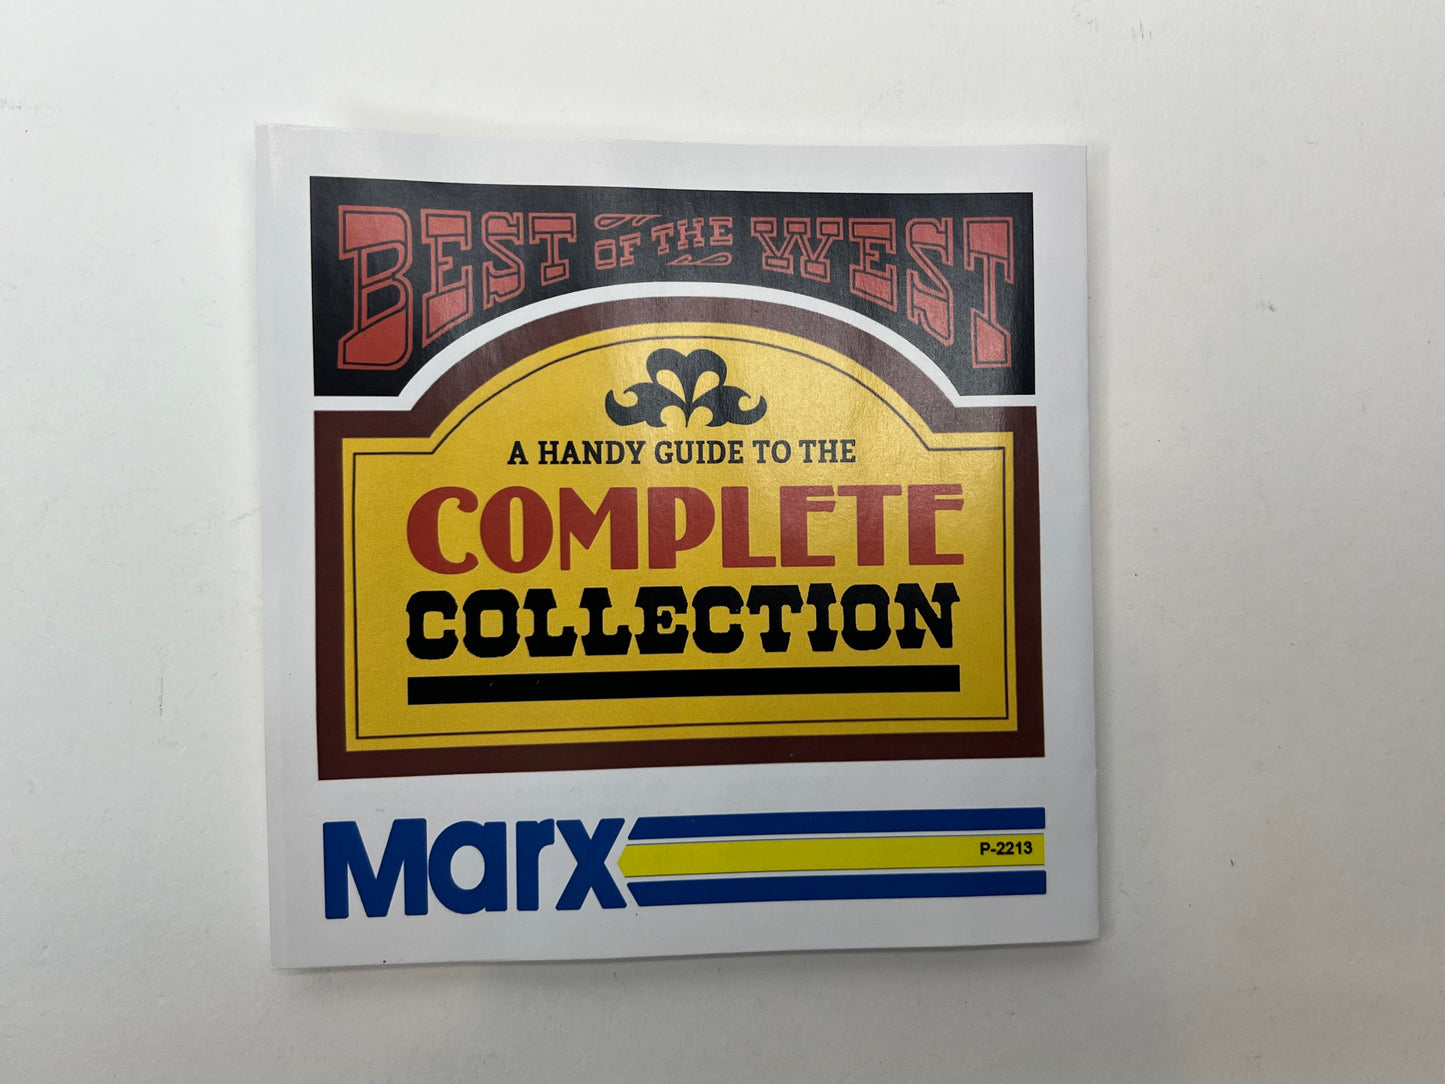 BEST OF THE WEST
A HANDY GUIDE TO THE
COMPLETE
COLLECTION
Marx
P-2213